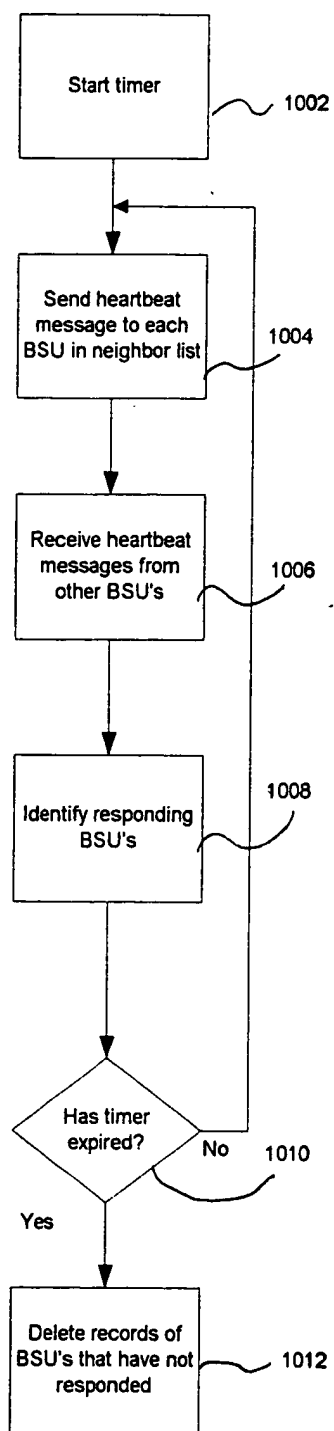 Start timer
1002
Send heartbeat
message to each
BSU in neighbor list
1004
Receive heartbeat
messages from
other BSU's
1006
Identify responding
BSU's
1008
Has timer
expired?
No
1010
Yes
Delete records of
BSU's that have not
responded
1012